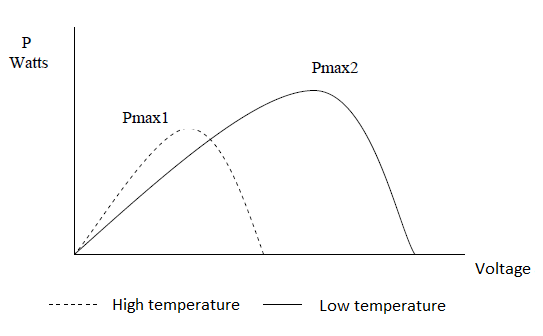 P
Watts
Pmax2
Pmax1
Voltage
High temperature
Low temperature